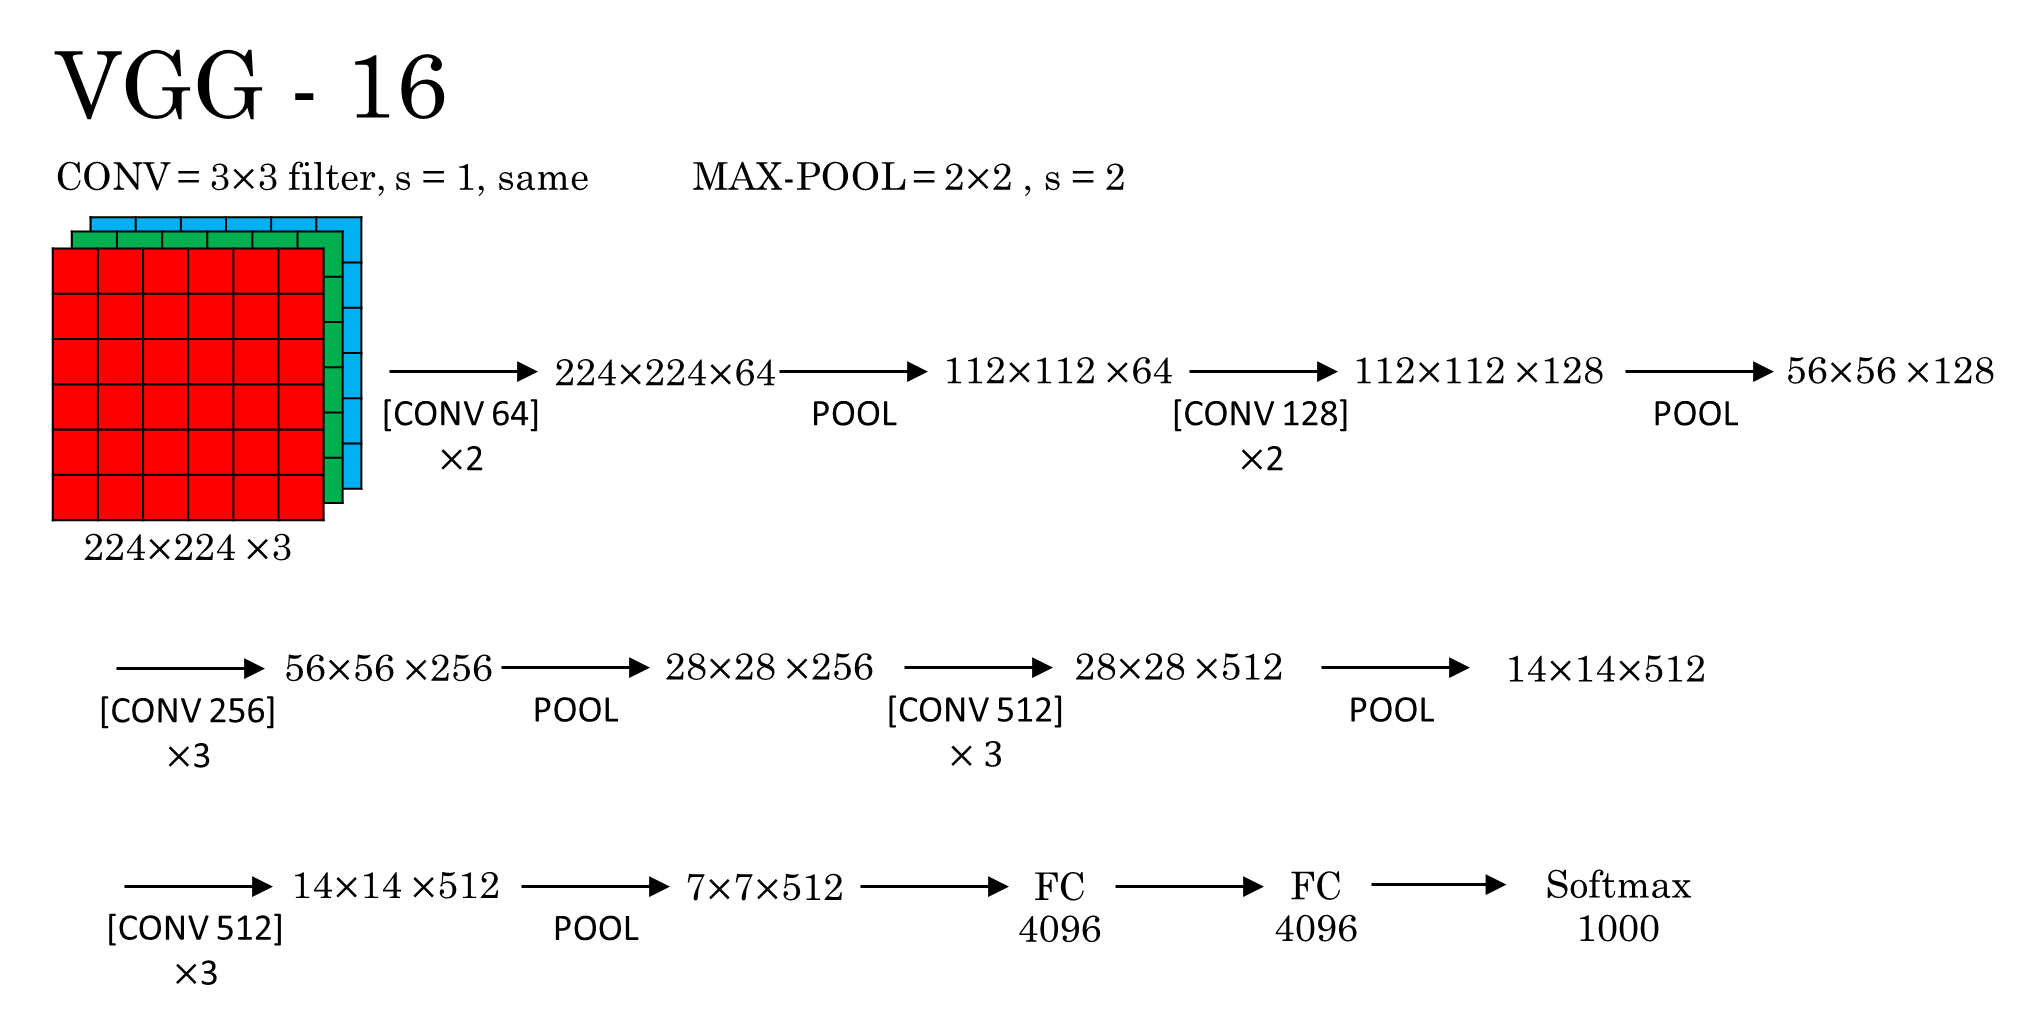 VGG - 16
CONV = 3×3 filter, s = 1, same
MAX-POOL = 2×2 , s = 2
224×224 ×3
[CONV 64]
×2
224×224×64
POOL
112×112 ×64
[CONV 128]
×2
112×112 ×128
POOL
56×56 ×128
[CONV 256]
×3
56×56 ×256
POOL
28×28 ×256
[CONV 512]
× 3
28×28 ×512
POOL
14×14×512
[CONV 512]
×3
14×14 ×512
POOL
7×7×512
FC
4096
FC
4096
Softmax
1000